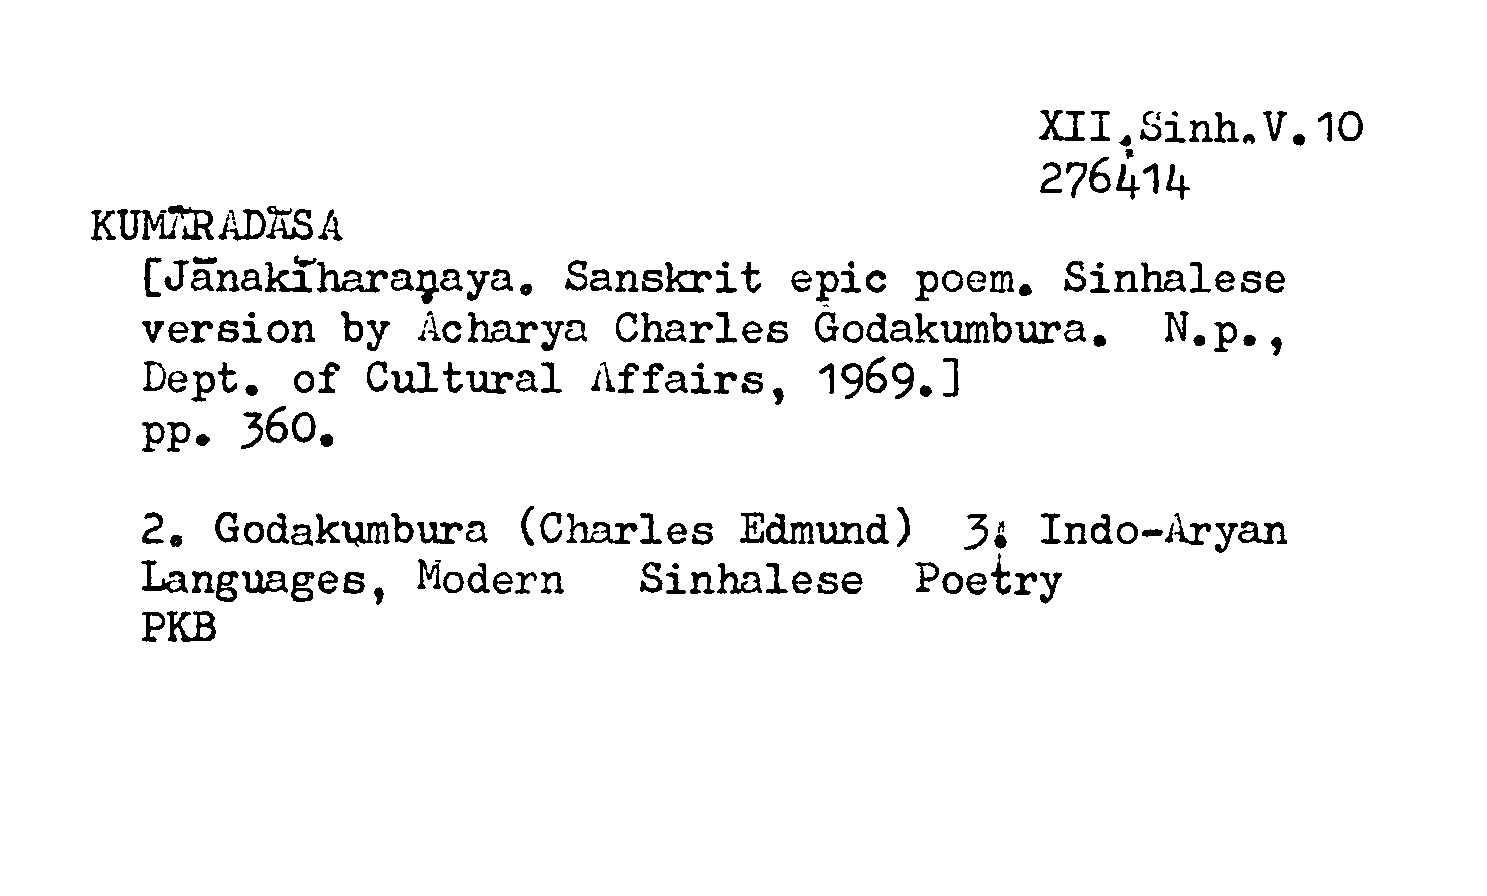 XII.Sinh.V.10
276414
KUMĀRADĀSA
[Jānakīharaṇaya. Sanskrit epic poem. Sinhalese
version by Acharya Charles Godakumbura. N.p.,
Dept. of Cultural Affairs, 1969.]
pp. 360.
2. Godakumbura (Charles Edmund) 3. Indo-Aryan
Languages, Modern Sinhalese Poetry
PKB